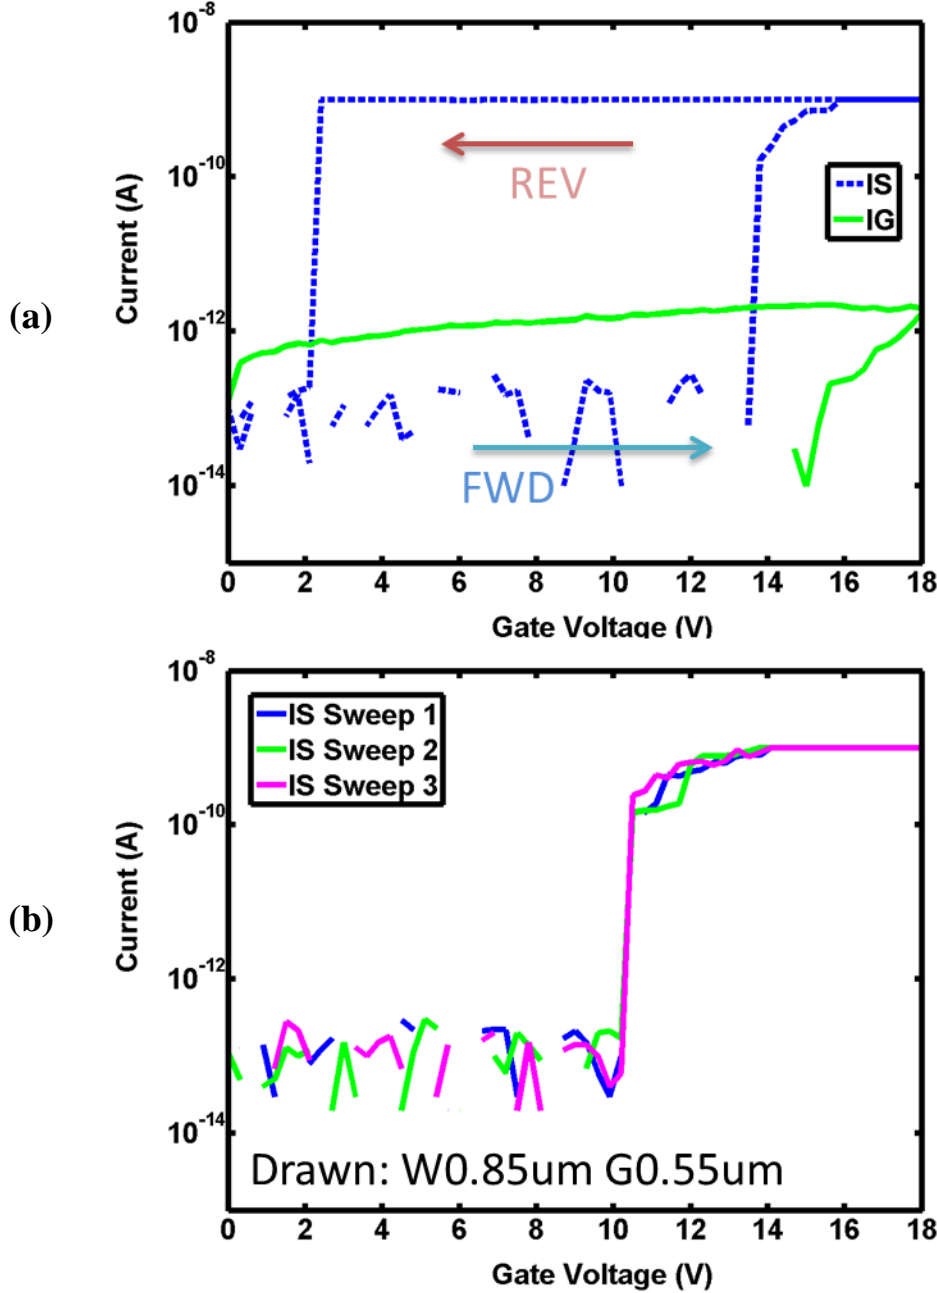 (a)
10-8
10-10
10-12
10-14
Current (A)
REV
FWD
IS
IG
0 2 4 6 8 10 12 14 16 18
Gate Voltage (V)
(b)
10-8
10-10
10-12
10-14
Current (A)
IS Sweep 1
IS Sweep 2
IS Sweep 3
Drawn: W0.85um G0.55um
0 2 4 6 8 10 12 14 16 18
Gate Voltage (V)